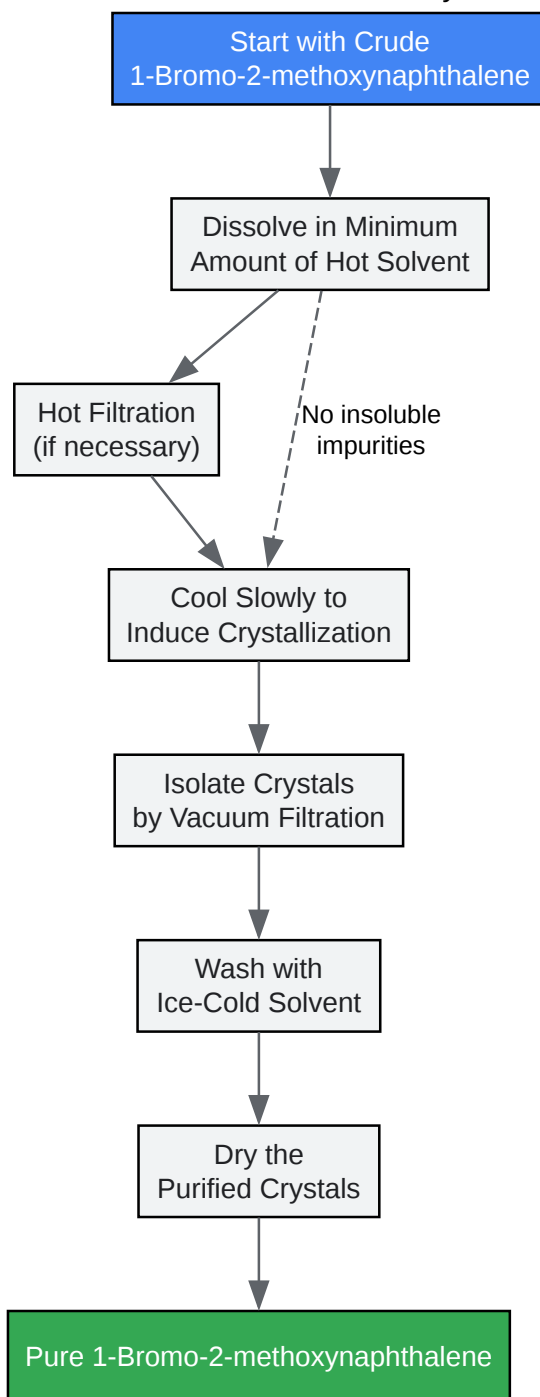 Start with Crude
1-Bromo-2-methoxynaphthalene
Dissolve in Minimum
Amount of Hot Solvent
Hot Filtration
(if necessary)
No insoluble
impurities
Cool Slowly to
Induce Crystallization
Isolate Crystals
by Vacuum Filtration
Wash with
Ice-Cold Solvent
Dry the
Purified Crystals
Pure 1-Bromo-2-methoxynaphthalene